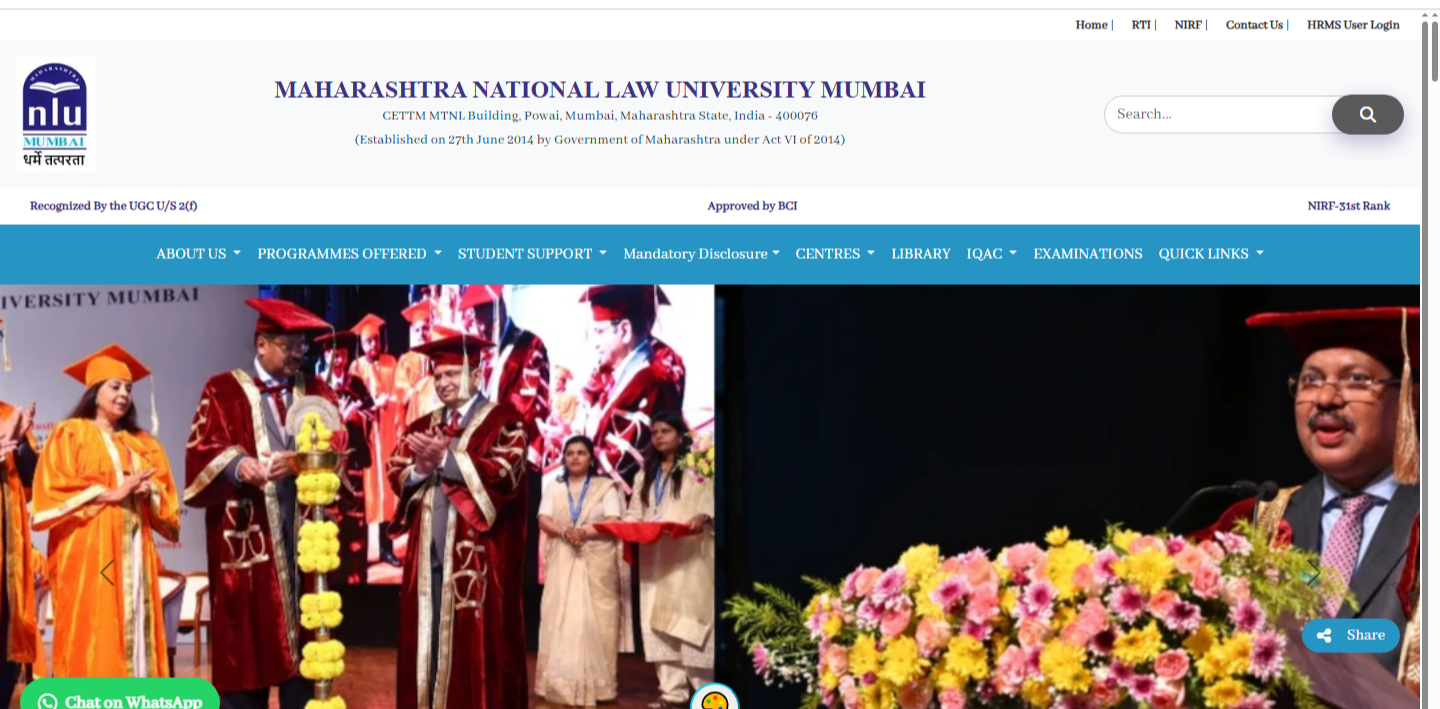 Home | RTI | NIRF | Contact Us | HRMS User Login
MAHARASHTRA
nlu
MUMBAI
धर्मे तत्परता
MAHARASHTRA NATIONAL LAW UNIVERSITY MUMBAI
CETTM MTNL Building, Powai, Mumbai, Maharashtra State, India - 400076
(Established on 27th June 2014 by Government of Maharashtra under Act VI of 2014)
Search...
Recognized By the UGC U/S 2(f) Approved by BCI NIRF-31st Rank
ABOUT US PROGRAMMES OFFERED STUDENT SUPPORT Mandatory Disclosure CENTRES LIBRARY IQAC EXAMINATIONS QUICK LINKS
IVERSITY MUMBAI
Share
Chat on WhatsApp